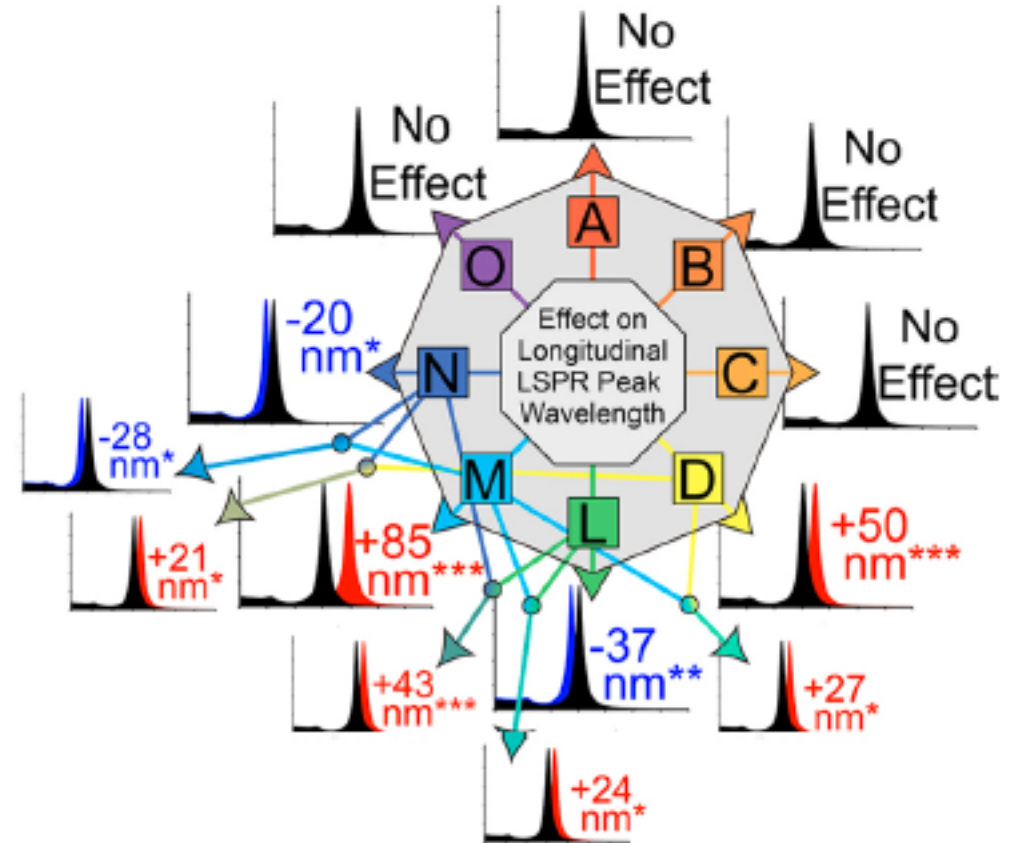 No
Effect
No
Effect
No
Effect
A
O
B
Effect on
Longitudinal
LSPR Peak
Wavelength
-20
nm*
N
C
No
Effect
-28
nm*
M
D
L
+21
nm*
+85
nm***
+50
nm***
+43
nm***
-37
nm**
+27
nm*
+24
nm*